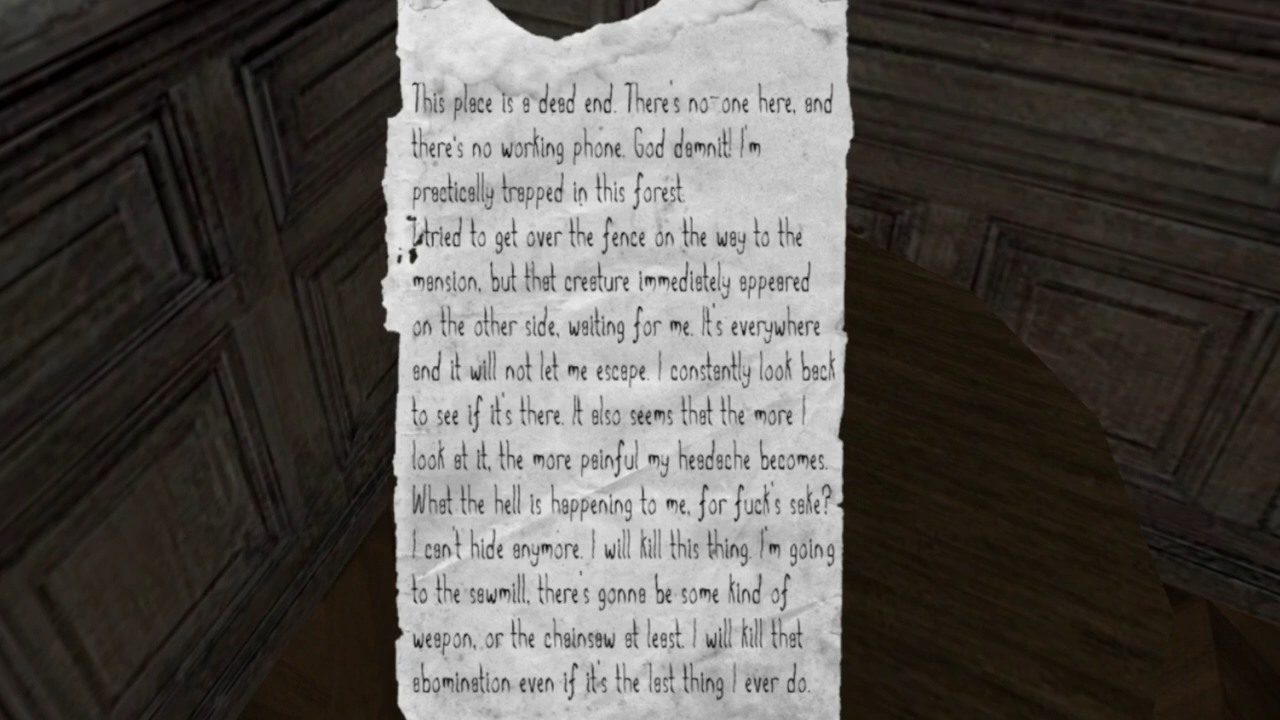 This place is a dead end. There's no-one here, and
there's no working phone. God damnit! I'm
practically trapped in this forest.
I tried to get over the fence on the way to the
mansion, but that creature immediately appeared
on the other side, waiting for me. It's everywhere
and it will not let me escape. I constantly look back
to see if it's there. It also seems that the more I
look at it, the more painful my headache becomes.
What the hell is happening to me, for fuck's sake?
I can't hide anymore. I will kill this thing. I'm going
to the sawmill, there's gonna be some kind of
weapon, or the chainsaw at least. I will kill that
abomination even if it's the last thing I ever do.